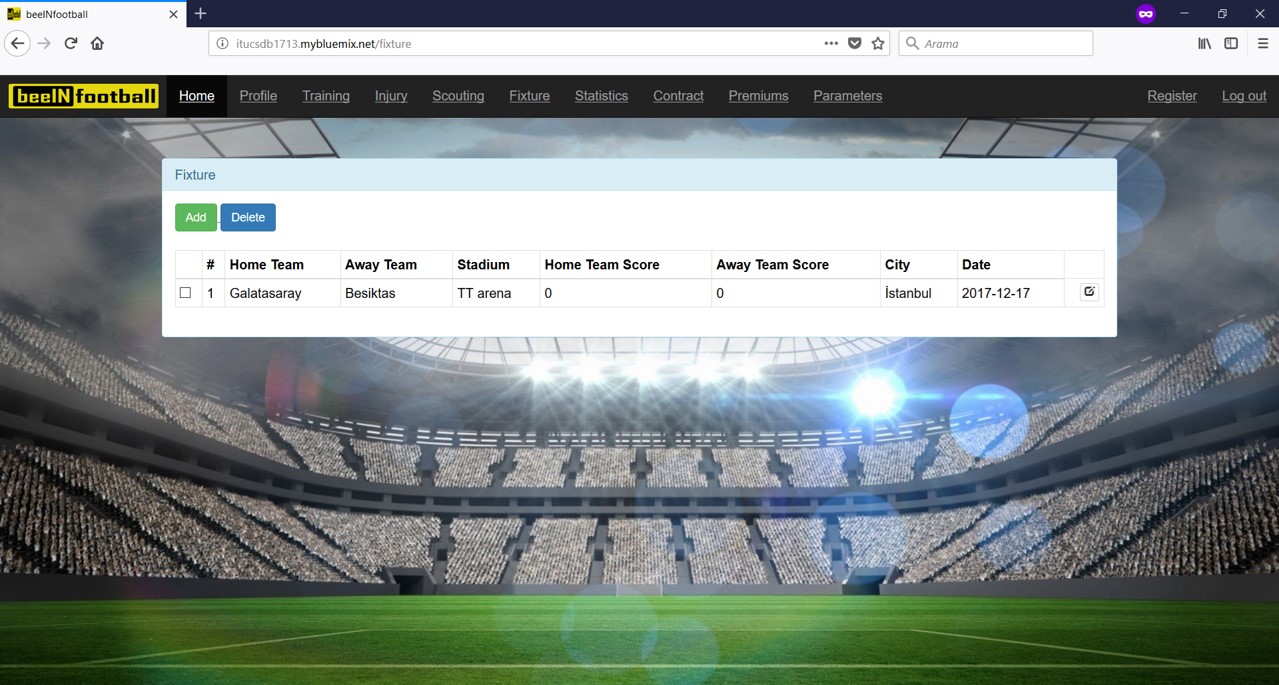 beeINfootball
itucsdb1713.mybluemix.net/fixture
Arama
beeIN football Home Profile Training Injury Scouting Fixture Statistics Contract Premiums Parameters Register Log out
Fixture
Add Delete
# Home Team Away Team Stadium Home Team Score Away Team Score City Date
1 Galatasaray Besiktas TT arena 0 0 İstanbul 2017-12-17